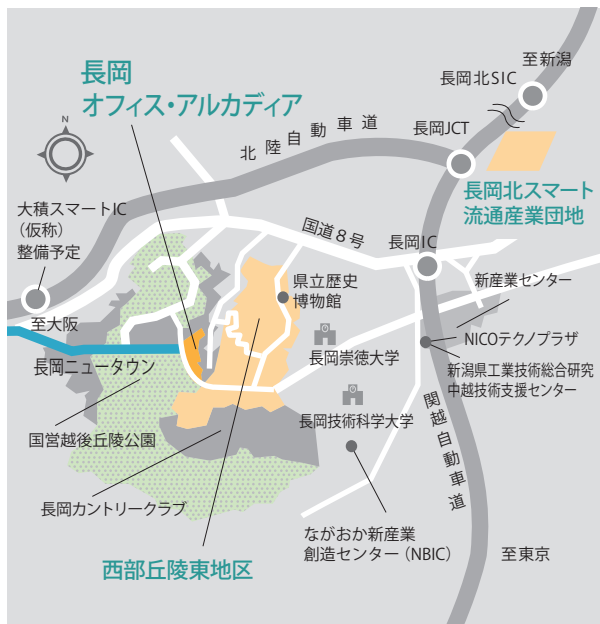 至新潟
長岡北SIC
長岡
オフィス・アルカディア
N
北陸自動車道
長岡JCT
長岡北スマート
流通産業団地
大積スマートIC
(仮称)
整備予定
国道8号
長岡IC
県立歴史
博物館
新産業センター
至大阪
長岡崇徳大学
NICOテクノプラザ
長岡ニュータウン
新潟県工業技術総合研究
中越技術支援センター
長岡技術科学大学
関越自動車道
国営越後丘陵公園
長岡カントリークラブ
ながおか新産業
創造センター(NBIC)
至東京
西部丘陵東地区